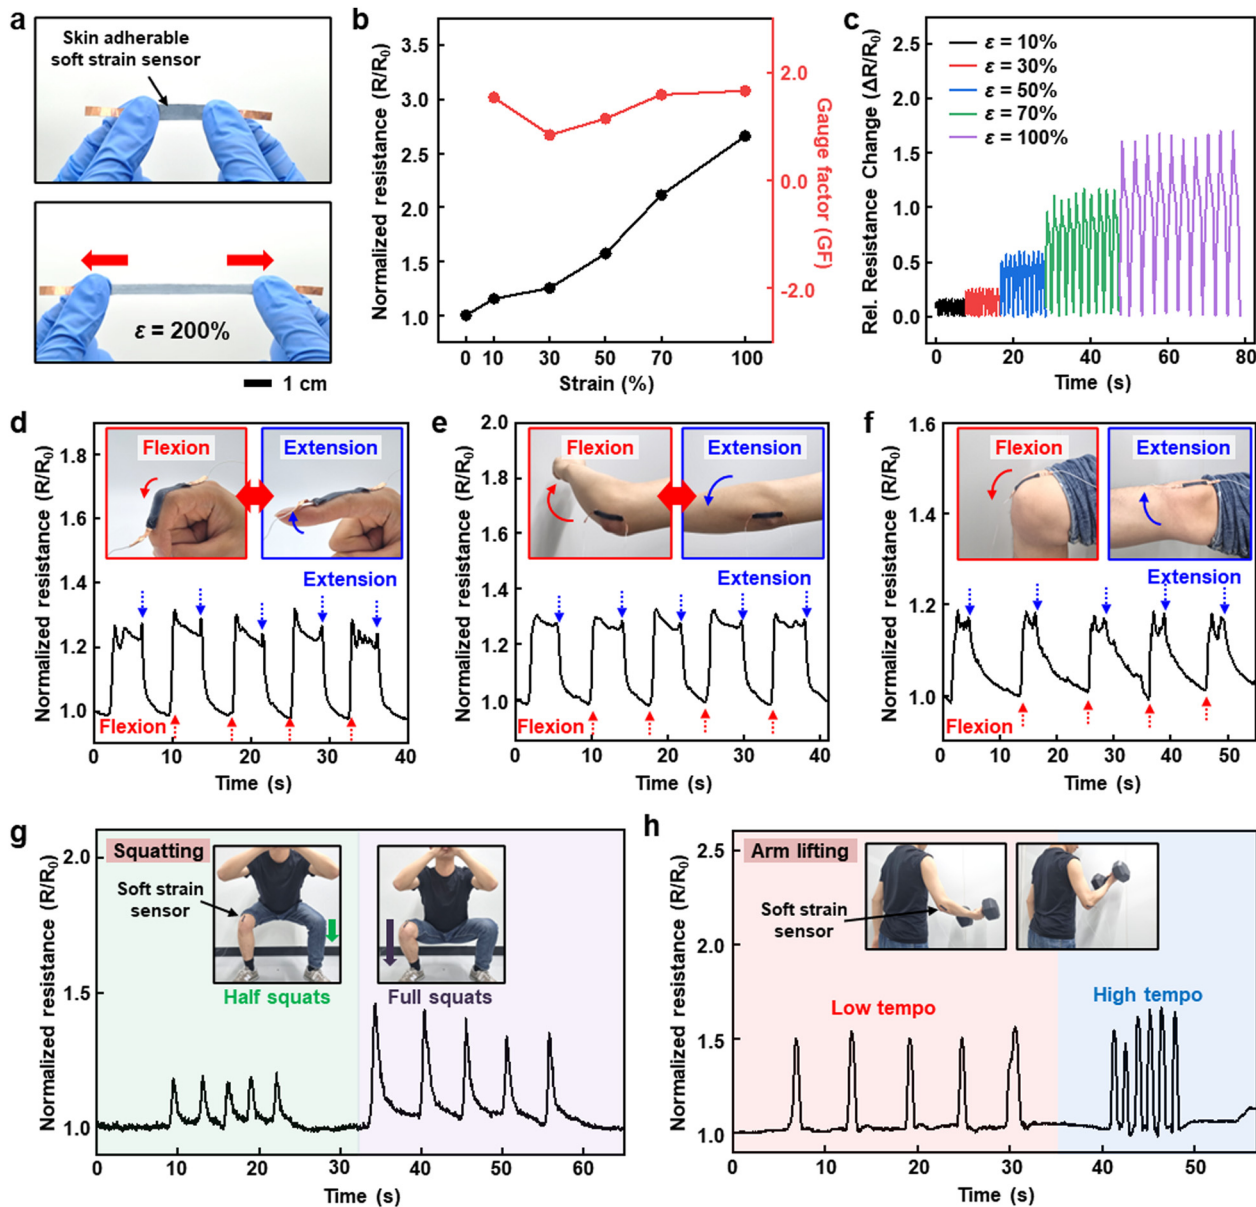 a
Skin adherable
soft strain sensor
ε = 200%
1 cm
b
Normalized resistance (R/R0)
3.5
3.0
2.5
2.0
1.5
1.0
0 10 30 50 70 100
Strain (%)
2.0
0.0
-2.0
Gauge factor (GF)
c
Rel. Resistance Change (ΔR/R0)
2.5
2.0
1.5
1.0
0.5
0.0
ε = 10%
ε = 30%
ε = 50%
ε = 70%
ε = 100%
0 20 40 60 80
Time (s)
d
Normalized resistance (R/R0)
1.8
1.6
1.4
1.2
1.0
Flexion
Extension
Extension
Flexion
0 10 20 30 40
Time (s)
e
Normalized resistance (R/R0)
2.0
1.8
1.6
1.4
1.2
1.0
Flexion
Extension
Extension
Flexion
0 10 20 30 40
Time (s)
f
Normalized resistance (R/R0)
1.6
1.4
1.2
1.0
Flexion
Extension
Extension
Flexion
0 10 20 30 40 50
Time (s)
g
Normalized resistance (R/R0)
2.0
1.5
1.0
Squatting
Soft strain
sensor
Half squats
Full squats
0 10 20 30 40 50 60
Time (s)
h
Normalized resistance (R/R0)
2.5
2.0
1.5
1.0
Arm lifting
Soft strain
sensor
Low tempo
High tempo
0 10 20 30 40 50
Time (s)